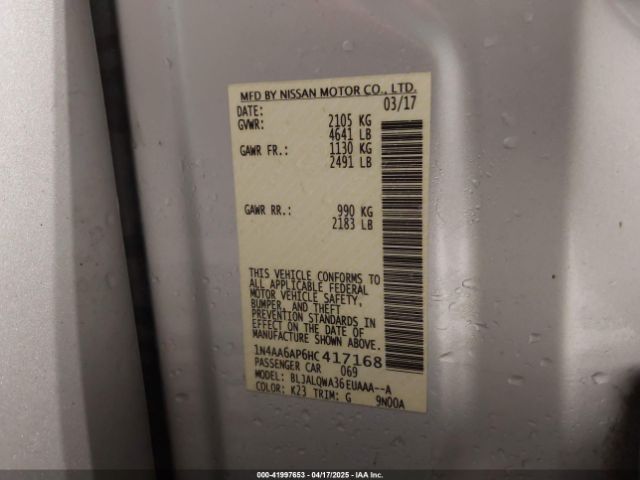 MFD BY NISSAN MOTOR CO., LTD.
DATE: 03/17
GVWR: 2105 KG
4641 LB
GAWR FR.: 1130 KG
2491 LB
GAWR RR.: 990 KG
2183 LB
THIS VEHICLE CONFORMS TO
ALL APPLICABLE FEDERAL
MOTOR VEHICLE SAFETY,
BUMPER, AND THEFT
PREVENTION STANDARDS IN
EFFECT ON THE DATE OF
MANUFACTURE SHOWN ABOVE.
1N4AA6AP6HC417168
PASSENGER CAR 069
MODEL: BLJALQWA36EUAAA--A
COLOR: K23 TRIM: G 9N00A
000-41997653 - 04/17/2025 - IAAI.COM